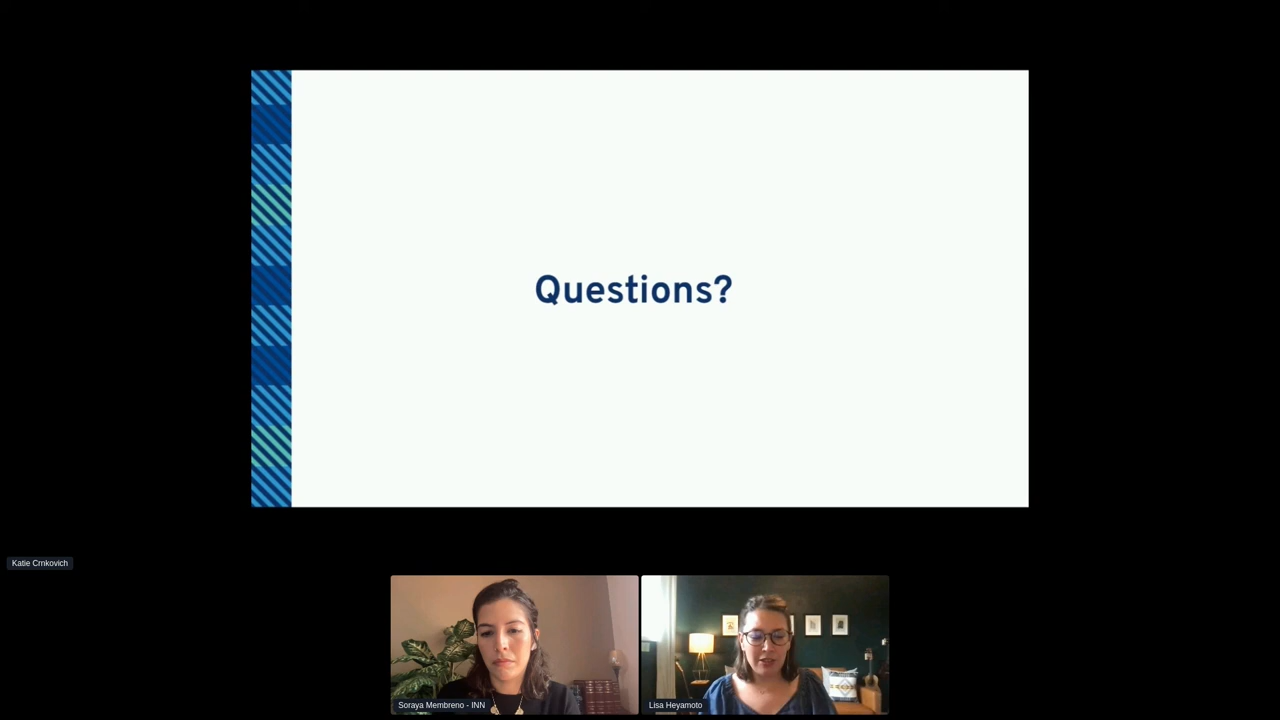 Questions?
Katie Crnkovich
Soraya Membreno - INN
Lisa Heyamoto